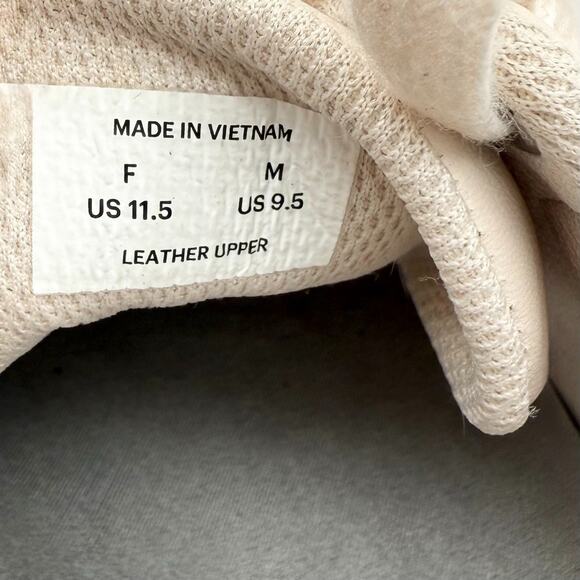 MADE IN VIETNAM
F M
US 11.5 US 9.5
LEATHER UPPER